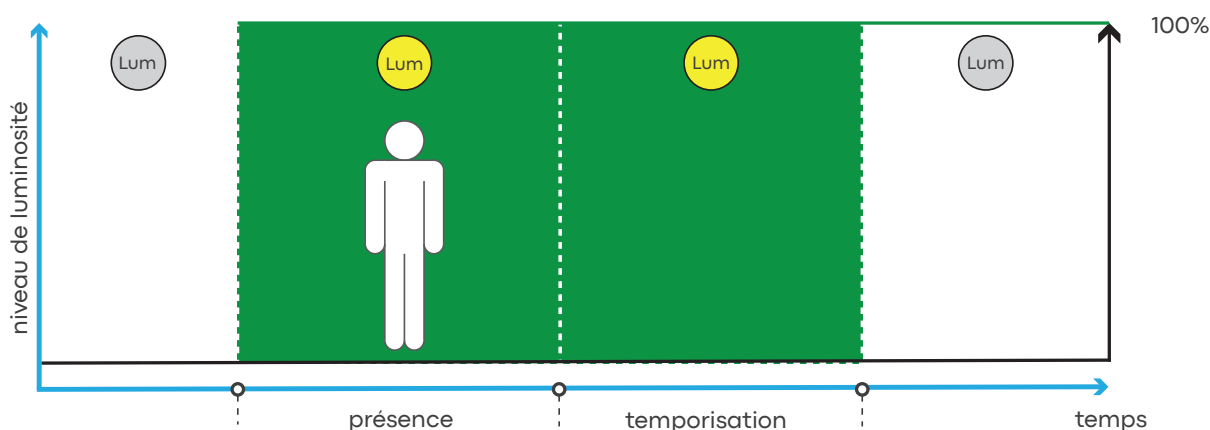 100%
Lum
Lum
Lum
Lum
niveau de luminosité
présence
temporisation
temps